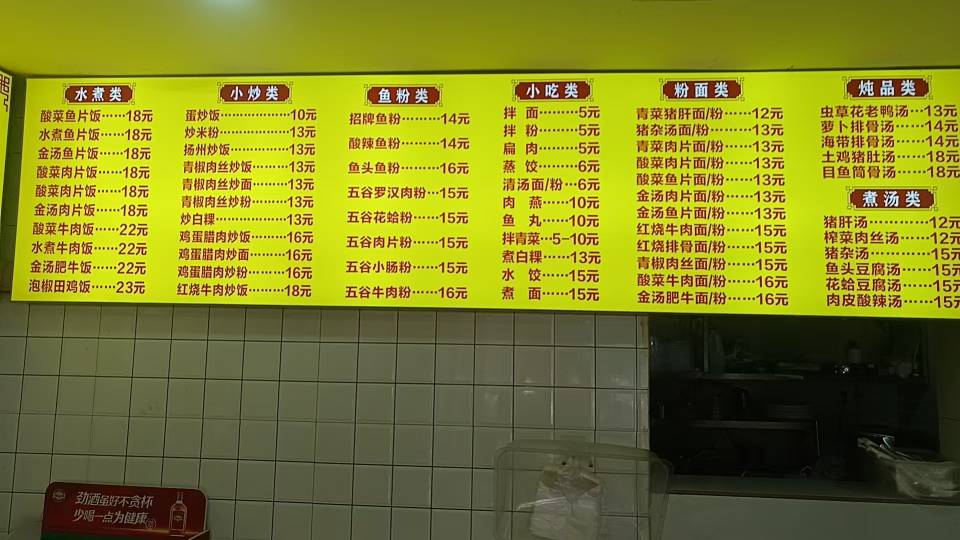 水煮类
酸菜鱼片饭······18元
水煮鱼片饭······18元
金汤鱼片饭······18元
酸菜肉片饭······18元
酸菜肉片饭······18元
金汤肉片饭······18元
酸菜牛肉饭······22元
水煮牛肉饭······22元
金汤肥牛饭······22元
泡椒田鸡饭······23元
小炒类
蛋炒饭······10元
炒米粉······13元
扬州炒饭······13元
青椒肉丝炒饭······13元
青椒肉丝炒面······13元
青椒肉丝炒粉······13元
炒白粿······13元
鸡蛋腊肉炒饭······16元
鸡蛋腊肉炒面······16元
鸡蛋腊肉炒粉······16元
红烧牛肉炒饭······18元
鱼粉类
招牌鱼粉······14元
酸辣鱼粉······14元
鱼头鱼粉······16元
五谷罗汉肉粉···15元
五谷花蛤粉······15元
五谷肉片粉······15元
五谷小肠粉······15元
五谷牛肉粉······16元
小吃类
拌 面······5元
拌 粉······5元
扁 肉······5元
蒸 饺······6元
清汤面/粉···6元
肉 燕······10元
鱼 丸······10元
拌青菜···5-10元
煮白粿······13元
水 饺······15元
煮 面······15元
粉面类
青菜猪肝面/粉······12元
猪杂汤面/粉······13元
青菜肉片面/粉······13元
酸菜肉片面/粉······13元
酸菜鱼片面/粉······13元
金汤肉片面/粉······13元
金汤鱼片面/粉······13元
红烧牛肉面/粉······15元
红烧排骨面/粉······15元
青椒肉丝面/粉······15元
酸菜牛肉面/粉······16元
金汤肥牛面/粉······16元
炖品类
虫草花老鸭汤···13元
萝卜排骨汤······14元
海带排骨汤······14元
土鸡猪肚汤······18元
目鱼筒骨汤······18元
煮汤类
猪肝汤······12元
榨菜肉丝汤······12元
猪杂汤······15元
鱼头豆腐汤······15元
花蛤豆腐汤······15元
肉皮酸辣汤······15元
劲酒虽好不贪杯
少喝一点为健康